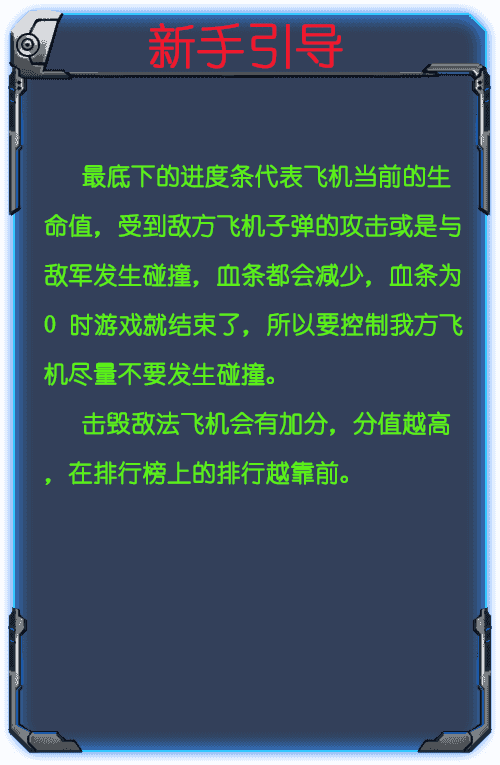 新手引导
最底下的进度条代表飞机当前的生
命值，受到敌方飞机子弹的攻击或是与
敌军发生碰撞，血条都会减少，血条为
0 时游戏就结束了，所以要控制我方飞
机尽量不要发生碰撞。
击毁敌法飞机会有加分，分值越高
，在排行榜上的排行越靠前。